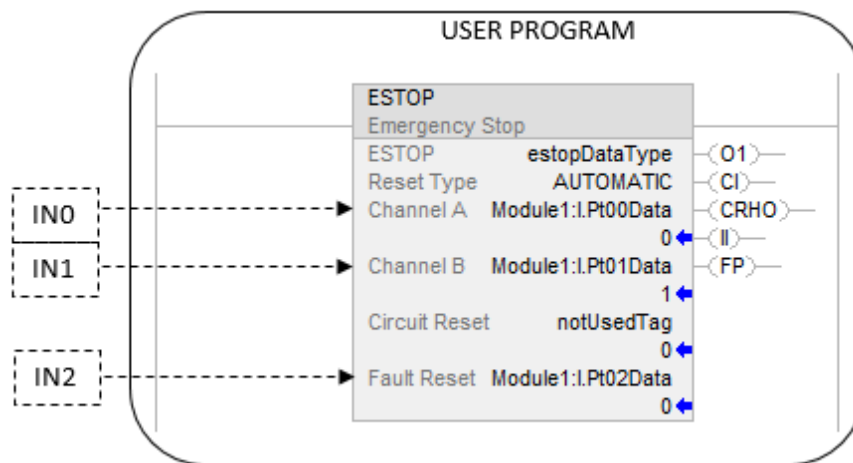 USER PROGRAM
ESTOP
Emergency Stop
ESTOP estopDataType O1
Reset Type AUTOMATIC CI
IN0 Channel A Module1:I.Pt00Data CRHO
0 II
IN1 Channel B Module1:I.Pt01Data FP
1
Circuit Reset notUsedTag
0
IN2 Fault Reset Module1:I.Pt02Data
0